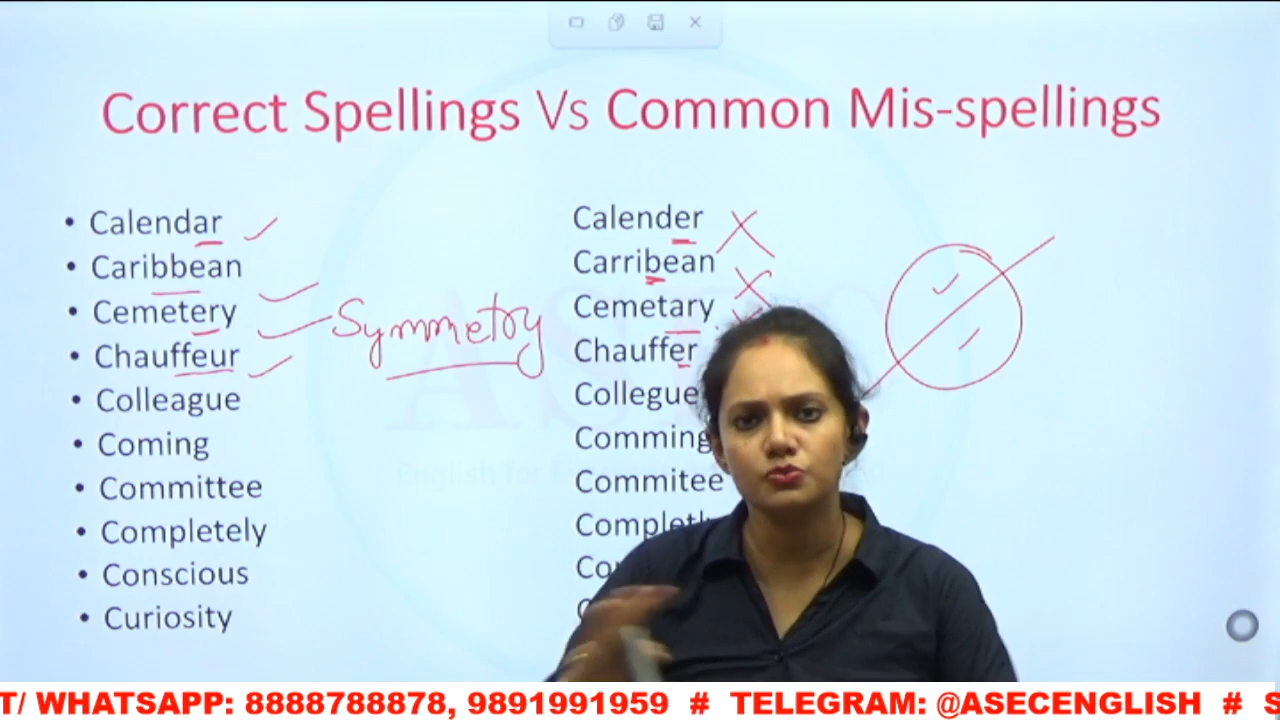 Correct Spellings Vs Common Mis-spellings
• Calendar
• Caribbean
• Cemetery
• Chauffeur
• Colleague
• Coming
• Committee
• Completely
• Conscious
• Curiosity
Symmetry
Calender
Carribean
Cemetary
Chauffer
Collegue
Comming
Commitee
T/ WHATSAPP: 8888788878, 9891991959 # TELEGRAM: @ASECENGLISH # S